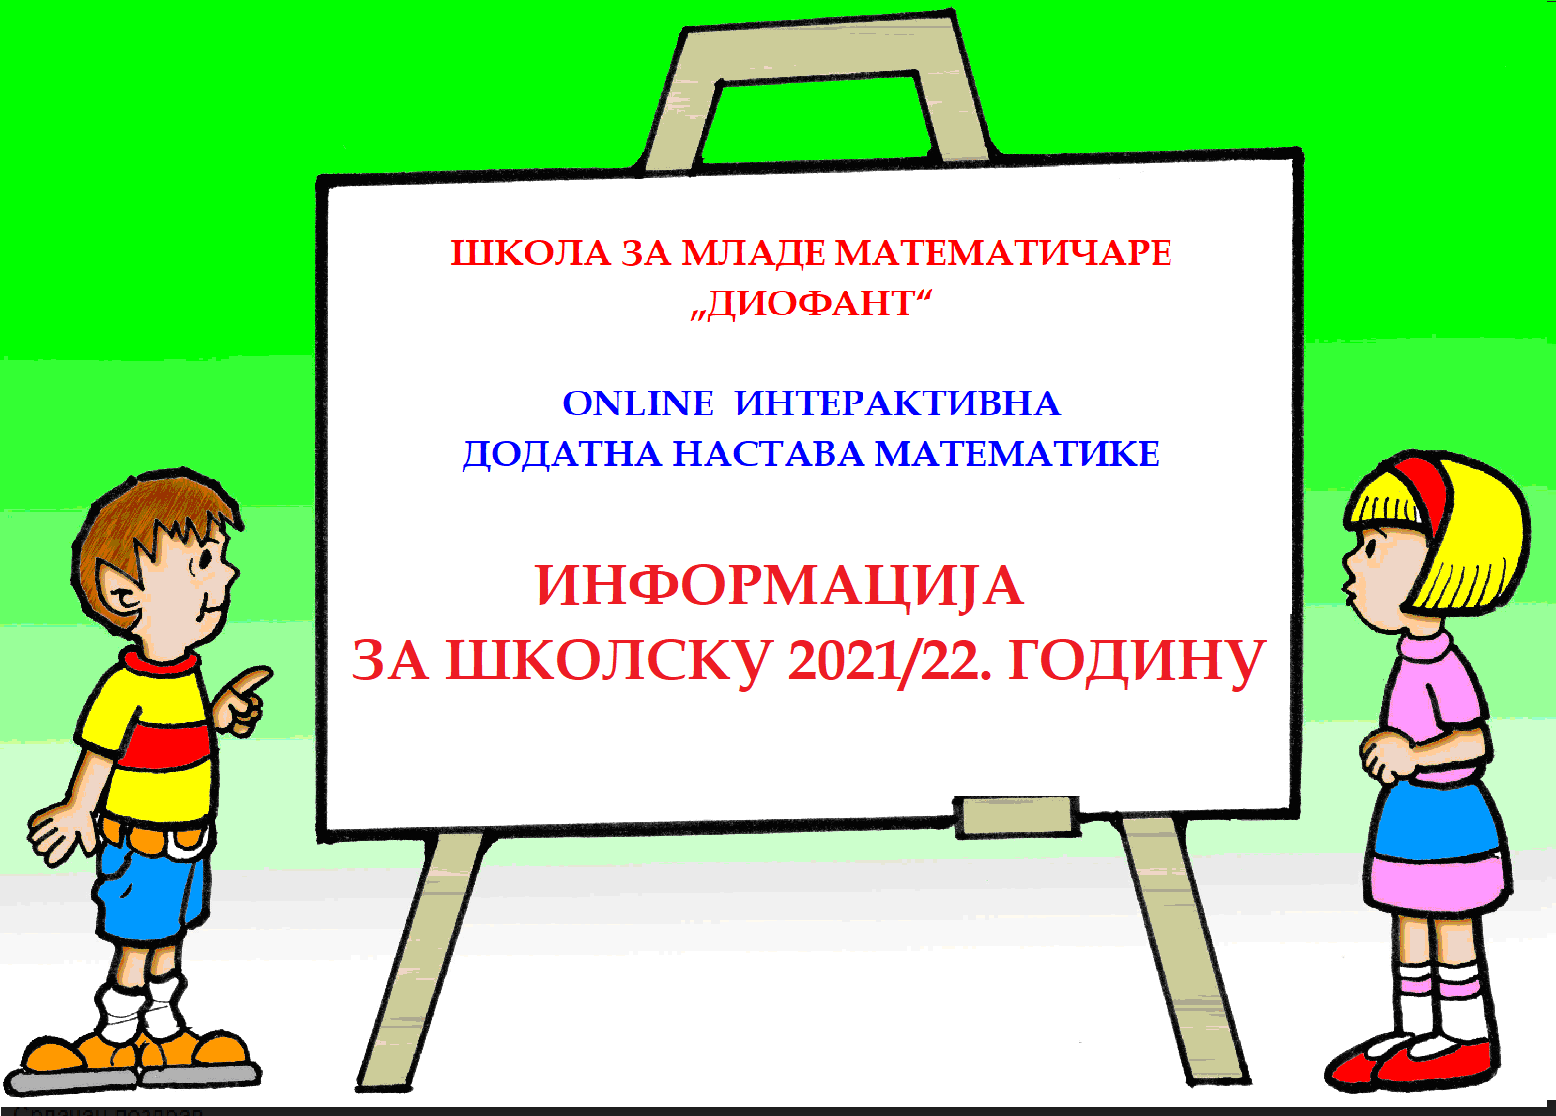 ШКОЛА ЗА МЛАДЕ МАТЕМАТИЧАРЕ
„ДИОФАНТ“
ONLINE ИНТЕРАКТИВНА
ДОДАТНА НАСТАВА МАТЕМАТИКЕ
ИНФОРМАЦИЈА
ЗА ШКОЛСКУ 2021/22. ГОДИНУ